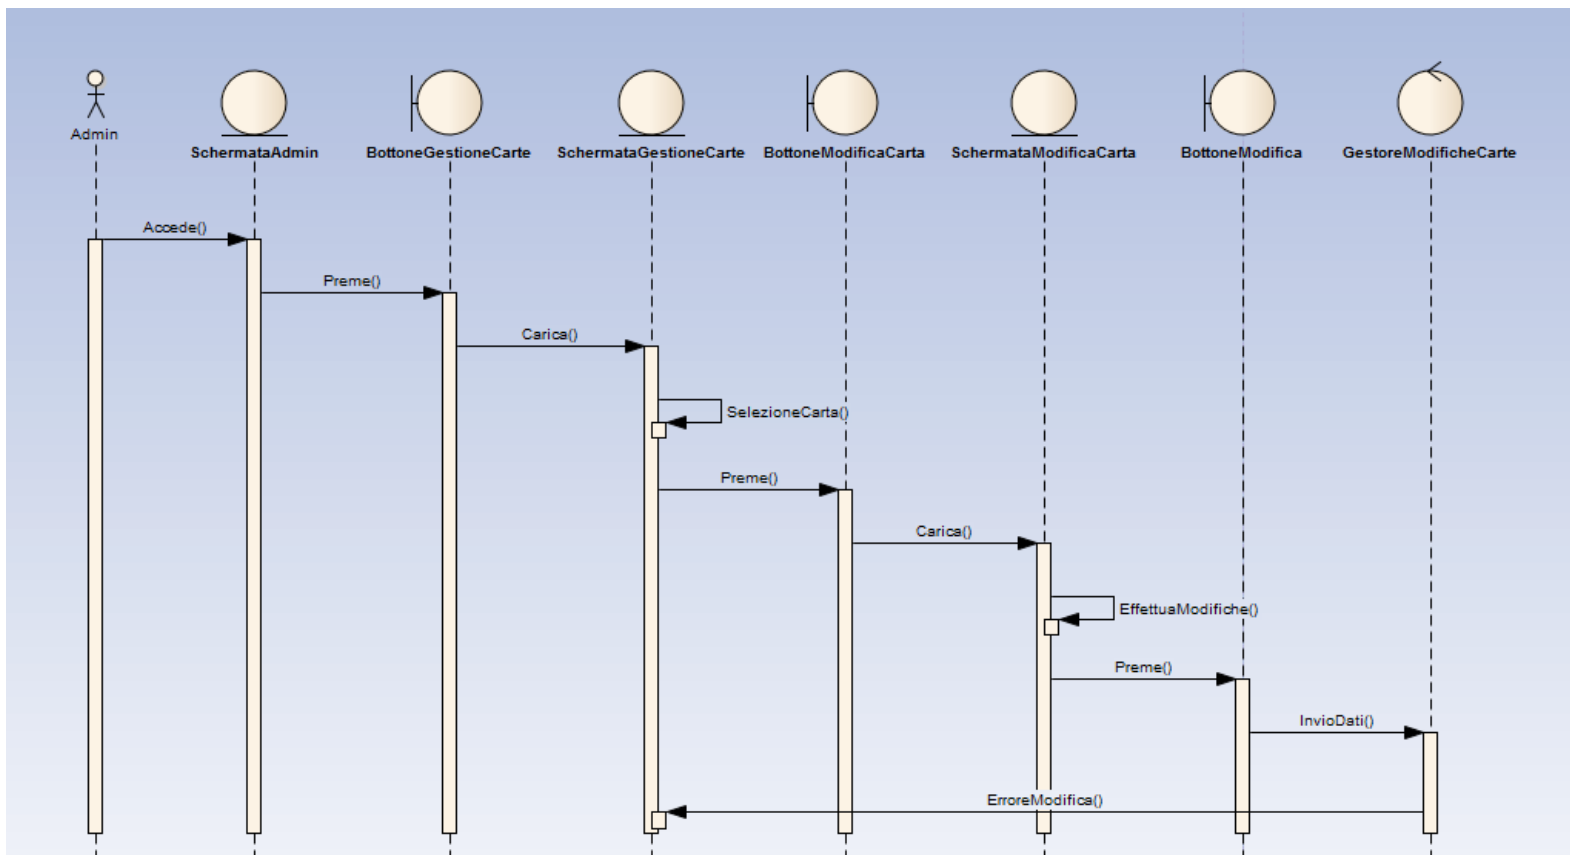 Admin
SchermataAdmin
BottoneGestioneCarte
SchermataGestioneCarte
BottoneModificaCarta
SchermataModificaCarta
BottoneModifica
GestoreModificheCarte
Accede()
Preme()
Carica()
SelezioneCarta()
Preme()
Carica()
EffettuaModifiche()
Preme()
InvioDati()
ErroreModifica()